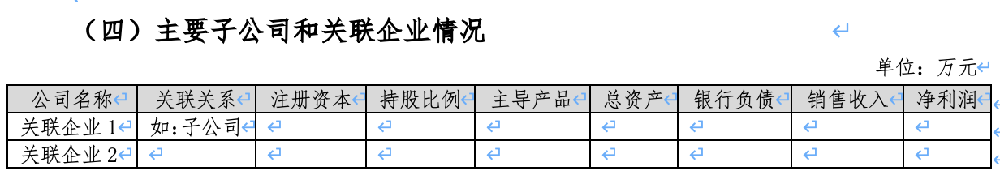 （四）主要子公司和关联企业情况
单位：万元
公司名称 关联关系 注册资本 持股比例 主导产品 总资产 银行负债 销售收入 净利润
关联企业 1 如：子公司
关联企业 2